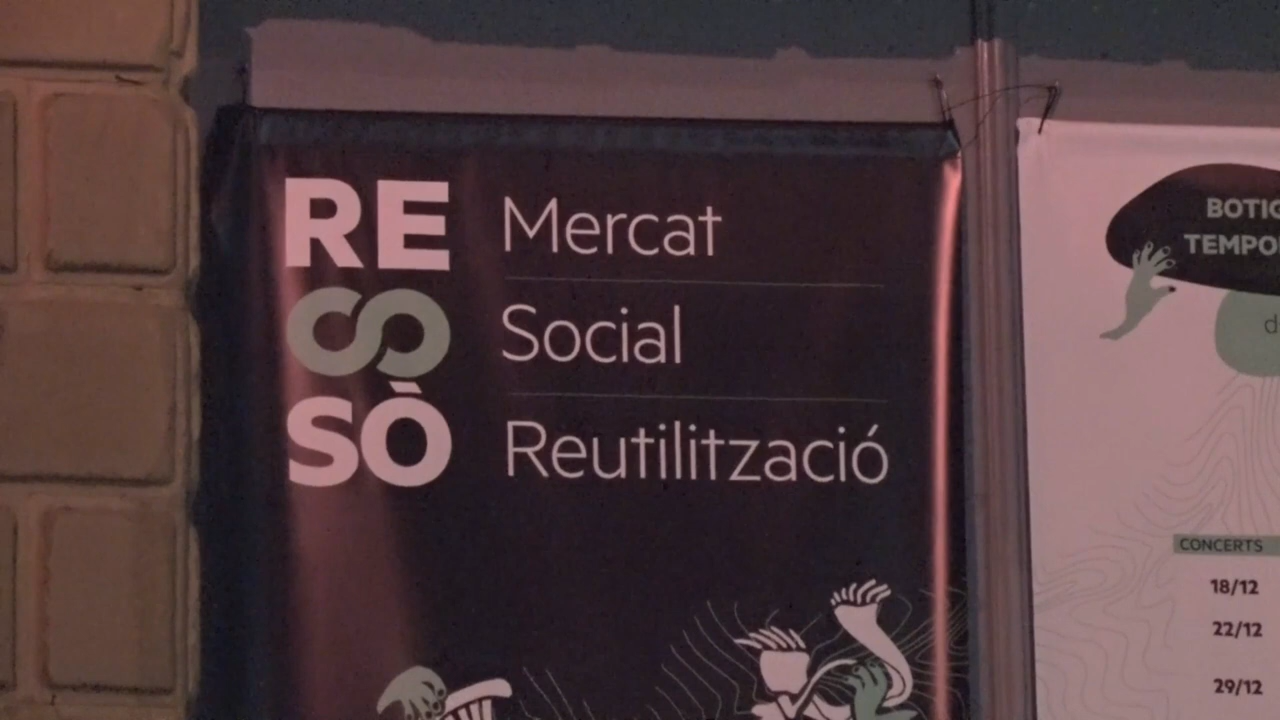 RE
SÒ
Mercat
Social
Reutilització
CONCERTS
18/12
22/12
29/12